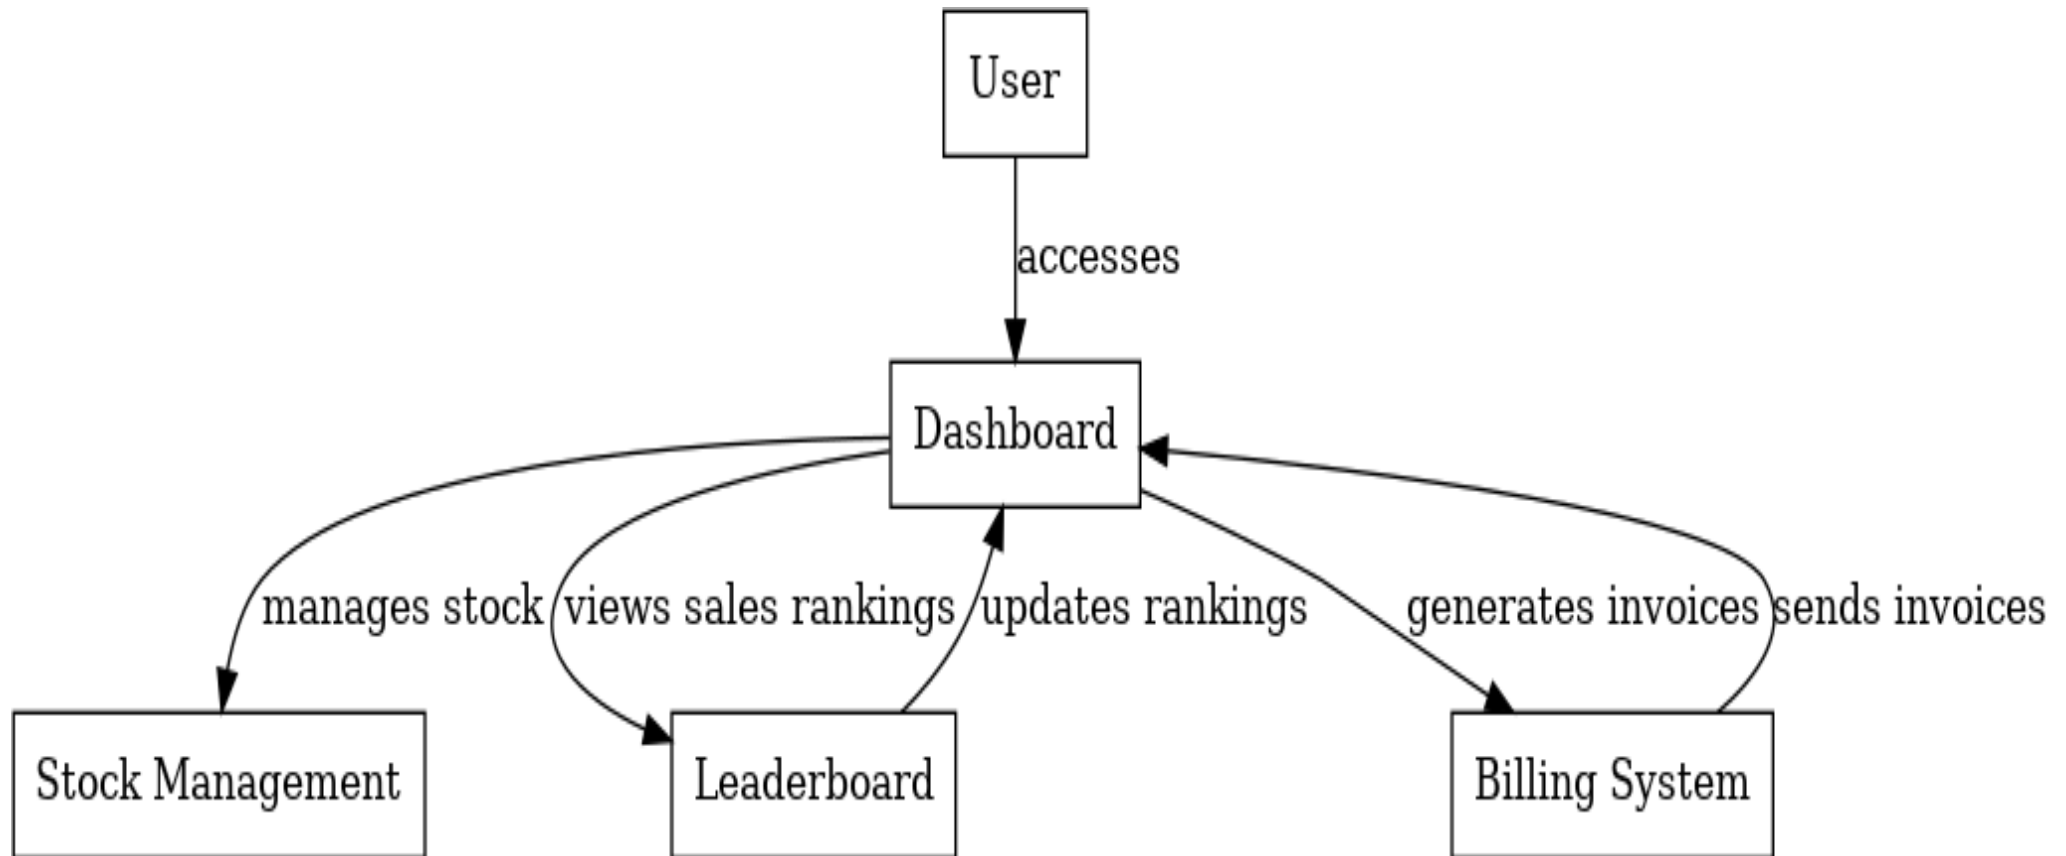 User
accesses
Dashboard
manages stock
views sales rankings
updates rankings
generates invoices
sends invoices
Stock Management
Leaderboard
Billing System